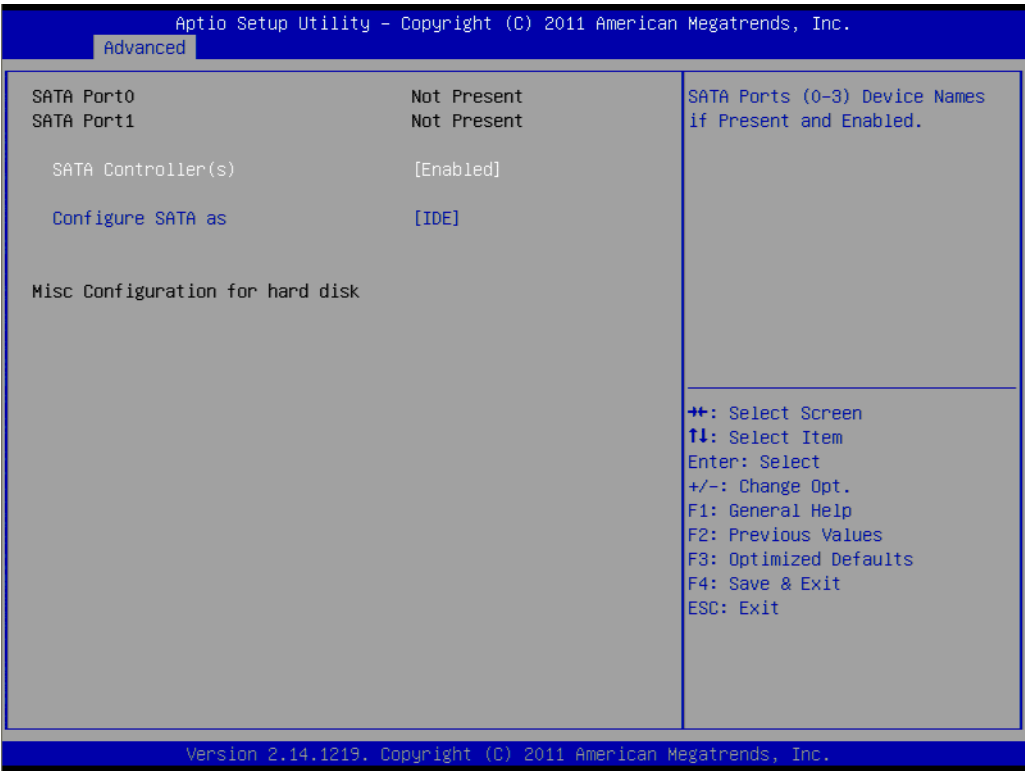 Aptio Setup Utility – Copyright (C) 2011 American Megatrends, Inc.
Advanced
SATA Port0 Not Present
SATA Port1 Not Present
SATA Controller(s) [Enabled]
Configure SATA as [IDE]
Misc Configuration for hard disk
SATA Ports (0-3) Device Names
if Present and Enabled.
→←: Select Screen
↑↓: Select Item
Enter: Select
+/-: Change Opt.
F1: General Help
F2: Previous Values
F3: Optimized Defaults
F4: Save & Exit
ESC: Exit
Version 2.14.1219. Copyright (C) 2011 American Megatrends, Inc.